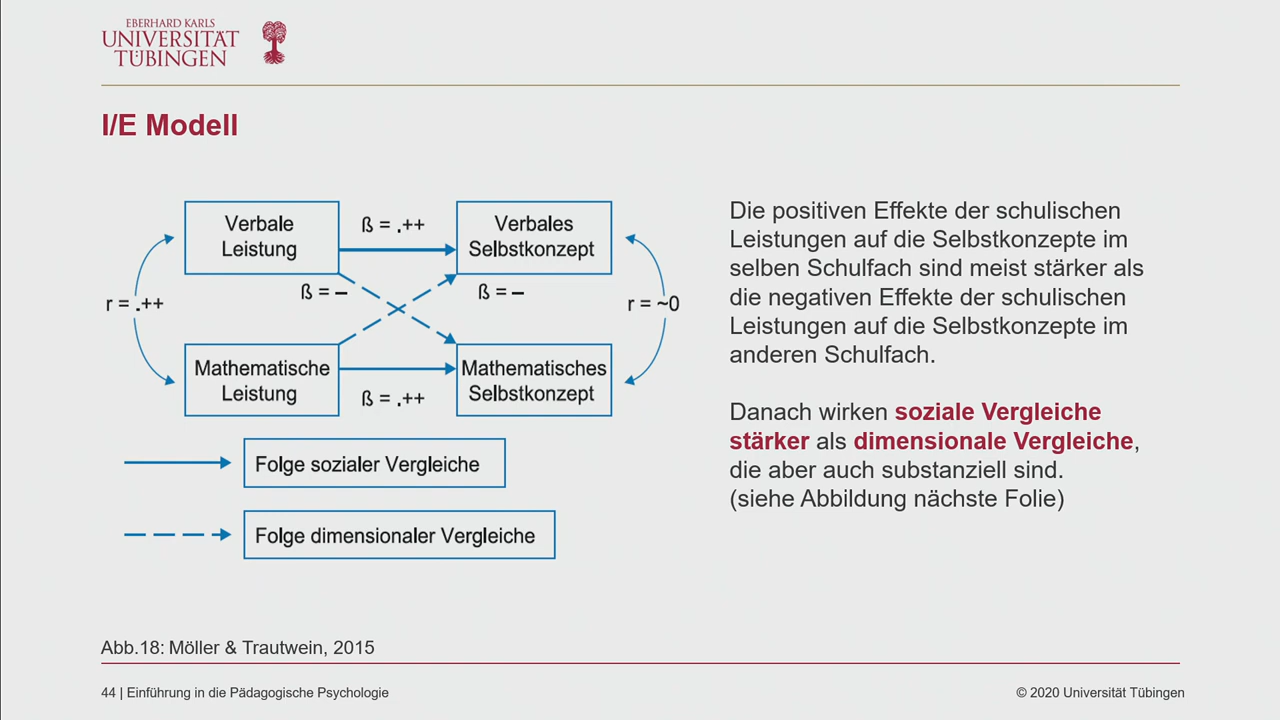 EBERHARD KARLS
UNIVERSITÄT
TÜBINGEN
I/E Modell
Verbale
Leistung
ß = .++
Verbales
Selbstkonzept
ß = –
ß = –
r = .++
r = ~0
Mathematische
Leistung
ß = .++
Mathematisches
Selbstkonzept
Folge sozialer Vergleiche
Folge dimensionaler Vergleiche
Die positiven Effekte der schulischen
Leistungen auf die Selbstkonzepte im
selben Schulfach sind meist stärker als
die negativen Effekte der schulischen
Leistungen auf die Selbstkonzepte im
anderen Schulfach.
Danach wirken soziale Vergleiche
stärker als dimensionale Vergleiche,
die aber auch substanziell sind.
(siehe Abbildung nächste Folie)
Abb.18: Möller & Trautwein, 2015
44 | Einführung in die Pädagogische Psychologie
© 2020 Universität Tübingen